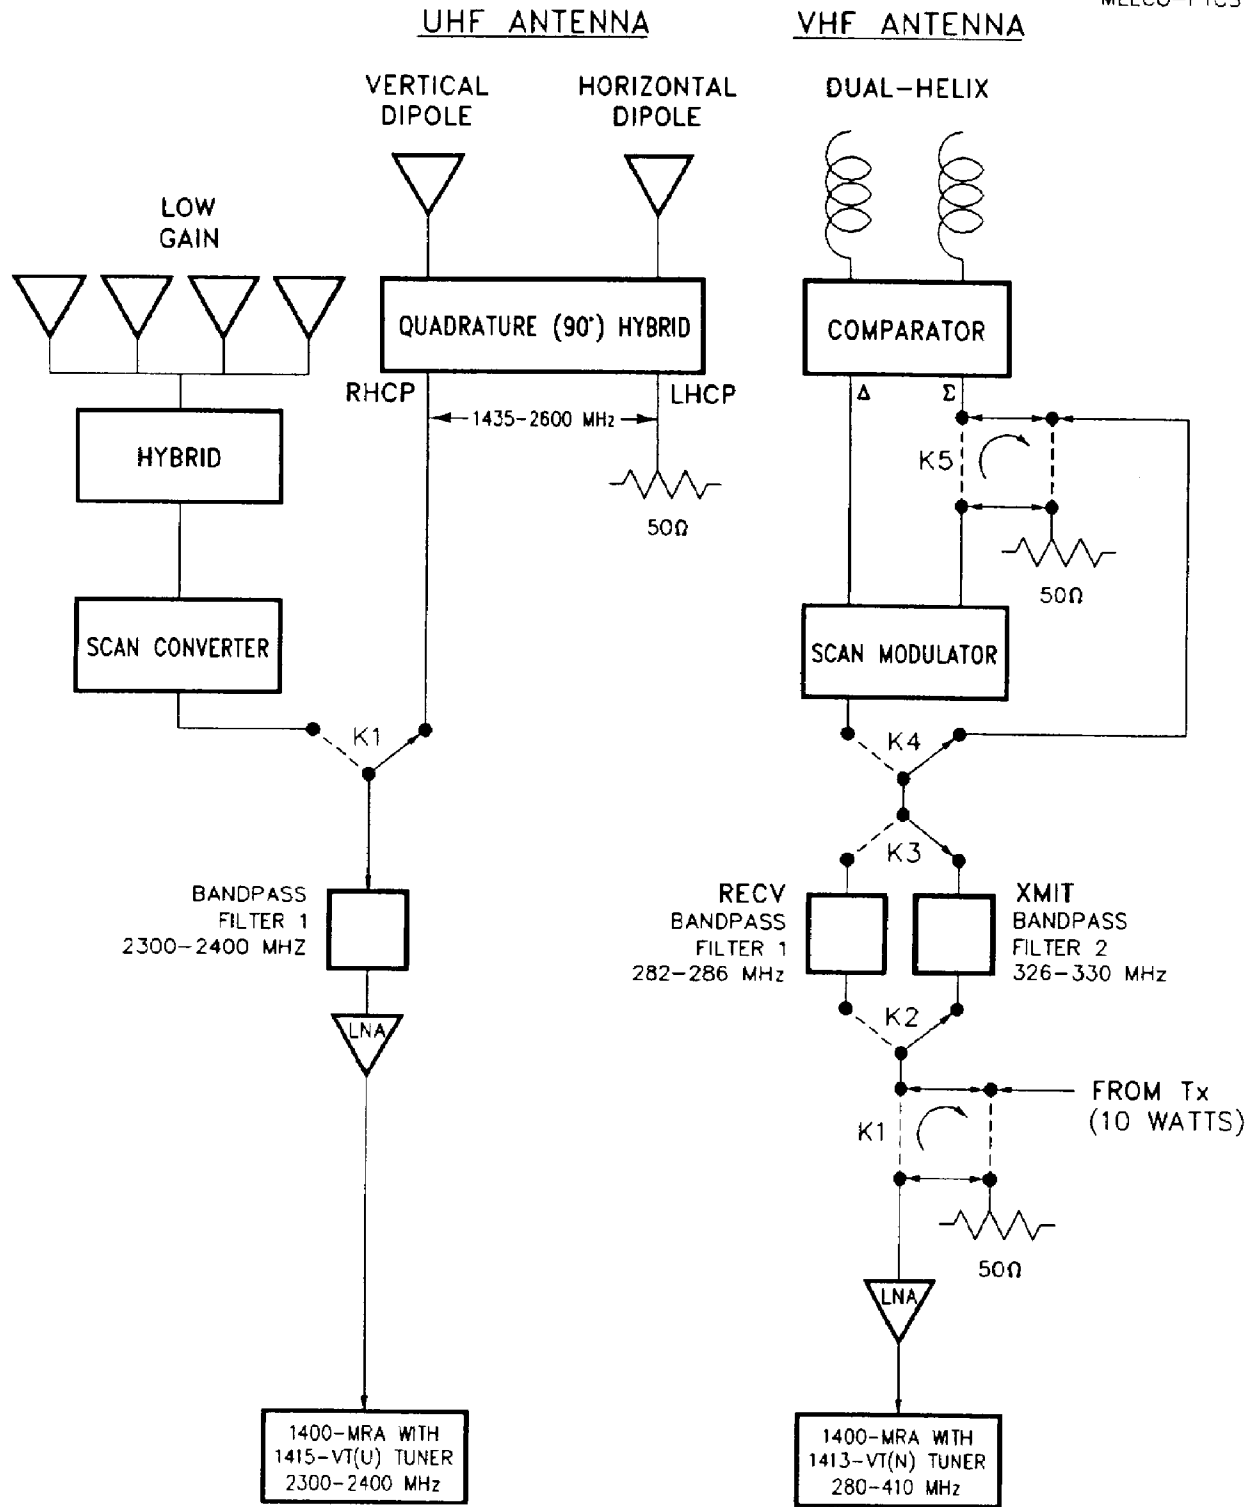 UHF ANTENNA
VHF ANTENNA
VERTICAL
DIPOLE
HORIZONTAL
DIPOLE
DUAL-HELIX
LOW
GAIN
QUADRATURE (90°) HYBRID
COMPARATOR
RHCP
LHCP
Δ
Σ
1435-2600 MHz
HYBRID
K5
50Ω
50Ω
SCAN CONVERTER
SCAN MODULATOR
K1
K4
K3
BANDPASS
FILTER 1
2300-2400 MHZ
RECV
BANDPASS
FILTER 1
282-286 MHz
XMIT
BANDPASS
FILTER 2
326-330 MHz
K2
LNA
FROM Tx
(10 WATTS)
K1
50Ω
LNA
1400-MRA WITH
1415-VT(U) TUNER
2300-2400 MHz
1400-MRA WITH
1413-VT(N) TUNER
280-410 MHz